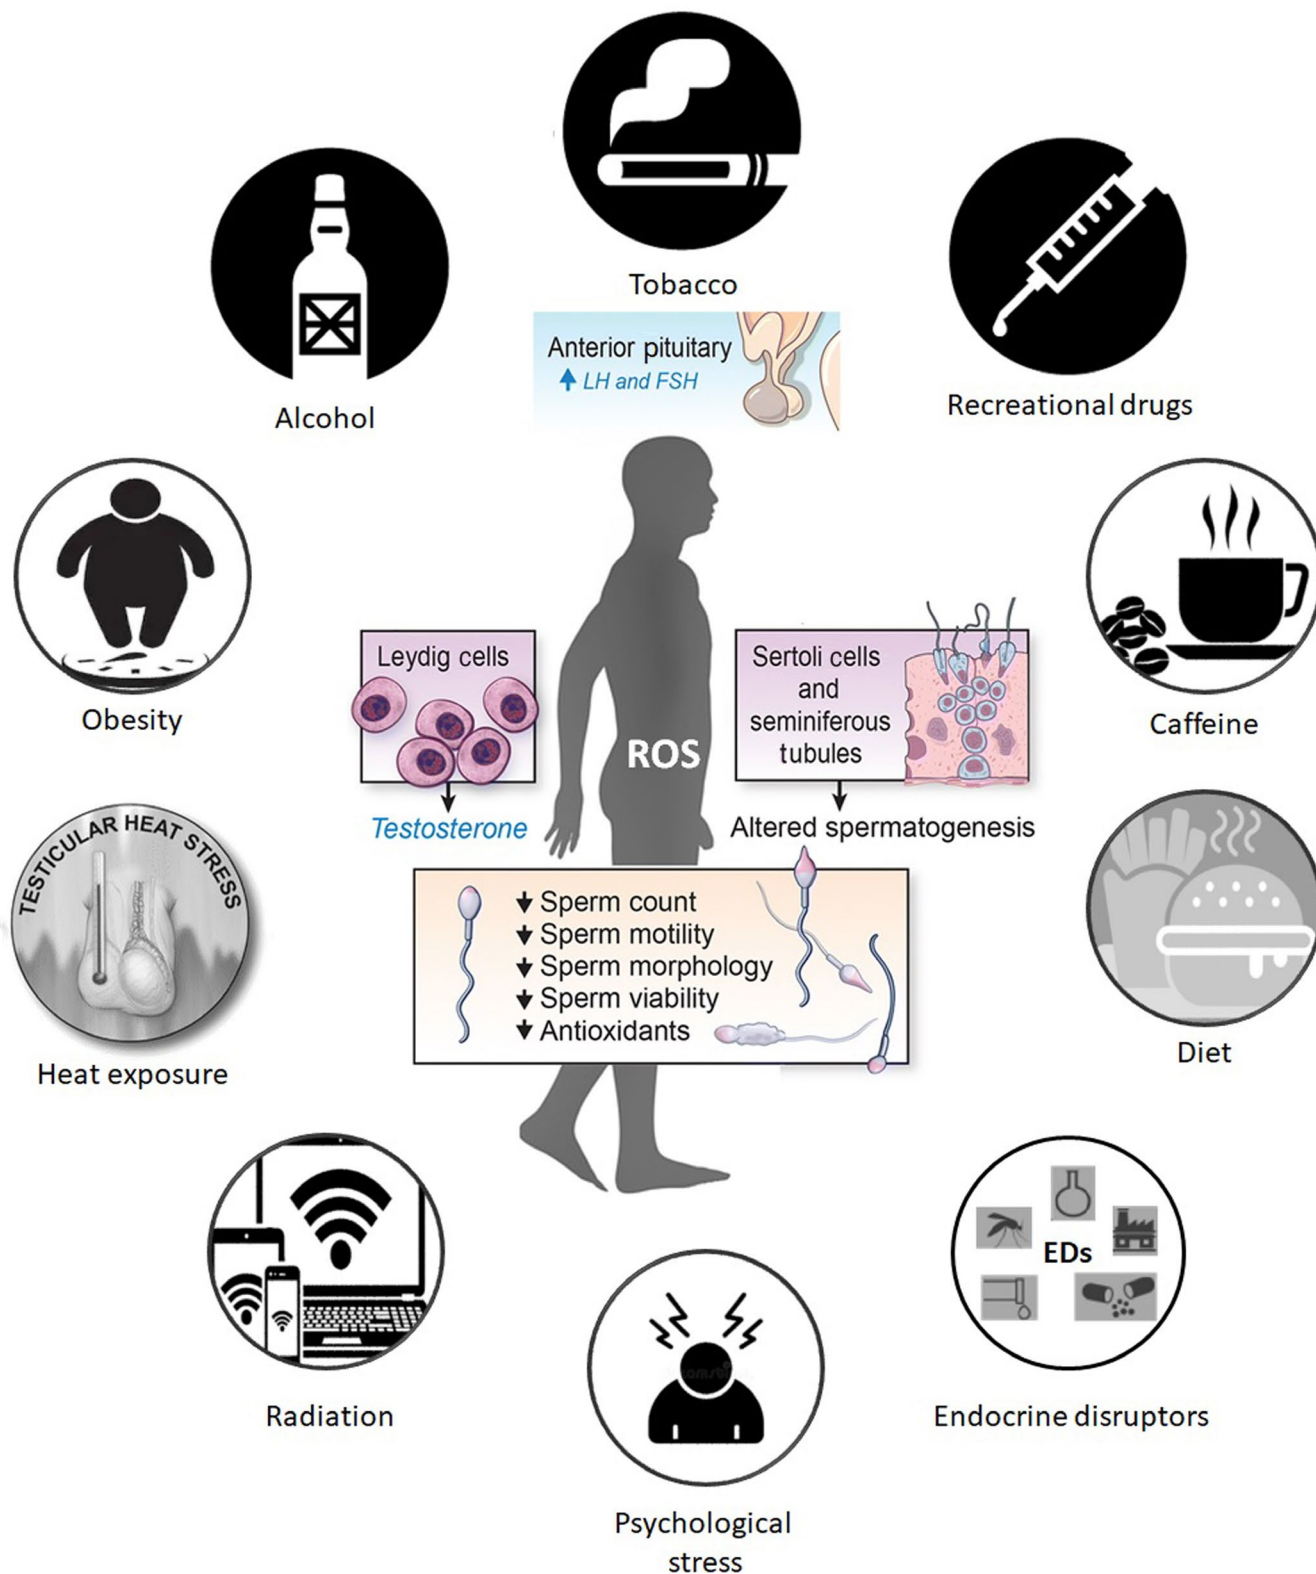 Tobacco
Alcohol
Recreational drugs
Anterior pituitary
LH and FSH
Obesity
Caffeine
Leydig cells
Testosterone
ROS
Sertoli cells
and
seminiferous
tubules
Altered spermatogenesis
TESTICULAR HEAT STRESS
Heat exposure
Sperm count
Sperm motility
Sperm morphology
Sperm viability
Antioxidants
Diet
Radiation
EDs
Endocrine disruptors
Psychological
stress